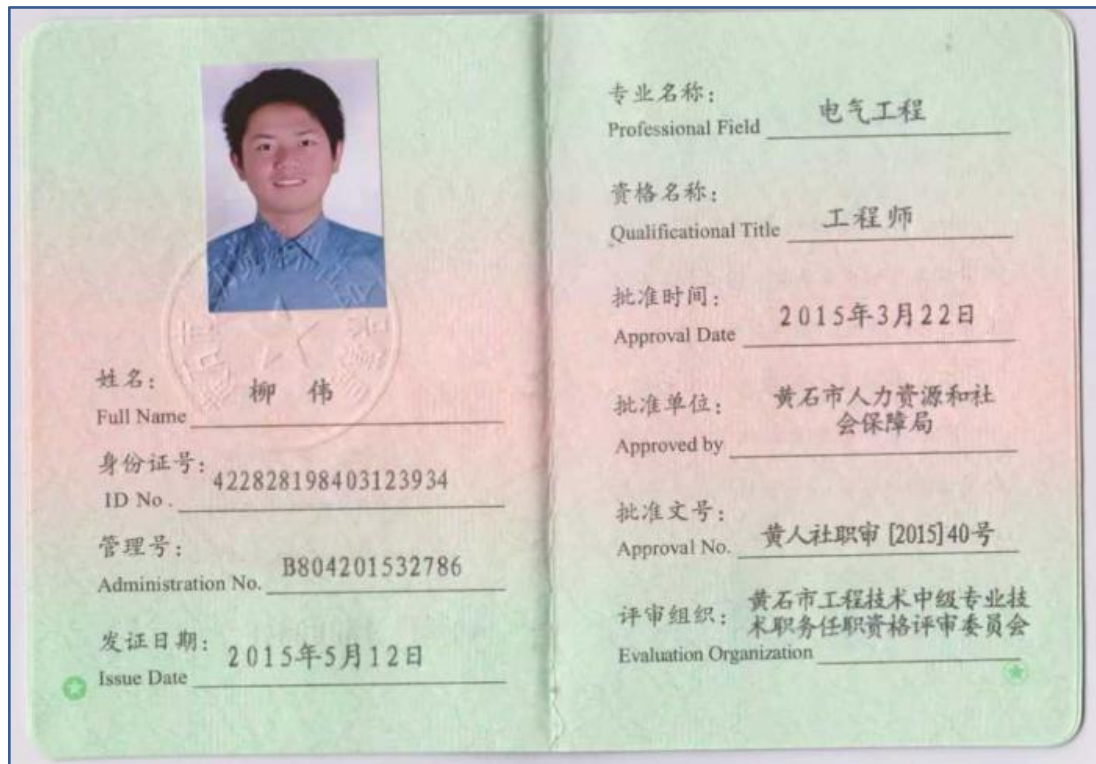 姓名：
柳 伟
Full Name
身份证号：
422828198403123934
ID No .
管理号：
B804201532786
Administration No.
发证日期：
2015年5月12日
Issue Date
专业名称：
电气工程
Professional Field
资格名称：
工程师
Qualificational Title
批准时间：
2015年3月22日
Approval Date
批准单位：
黄石市人力资源和社
会保障局
Approved by
批准文号：
黄人社职审 [2015] 40号
Approval No.
评审组织：
黄石市工程技术中级专业技
术职务任职资格评审委员会
Evaluation Organization